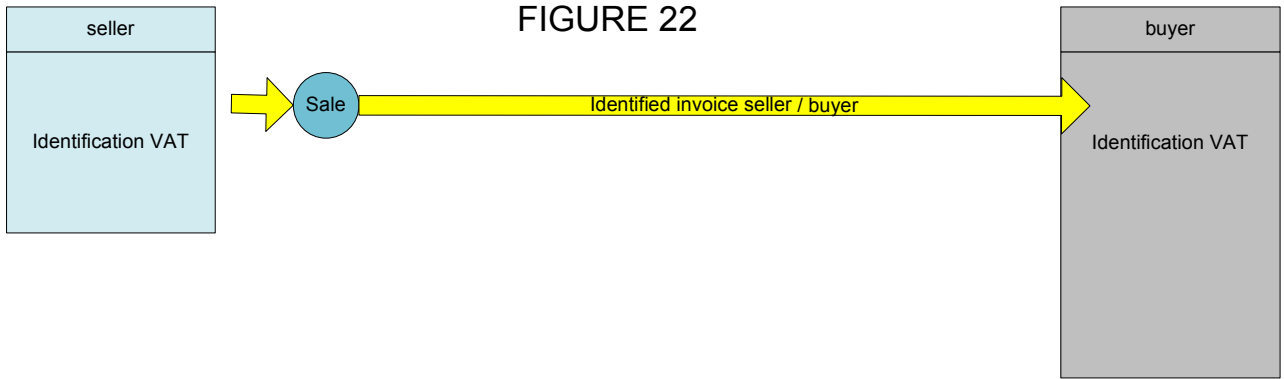 FIGURE 22
seller
buyer
Sale
Identified invoice seller / buyer
Identification VAT
Identification VAT